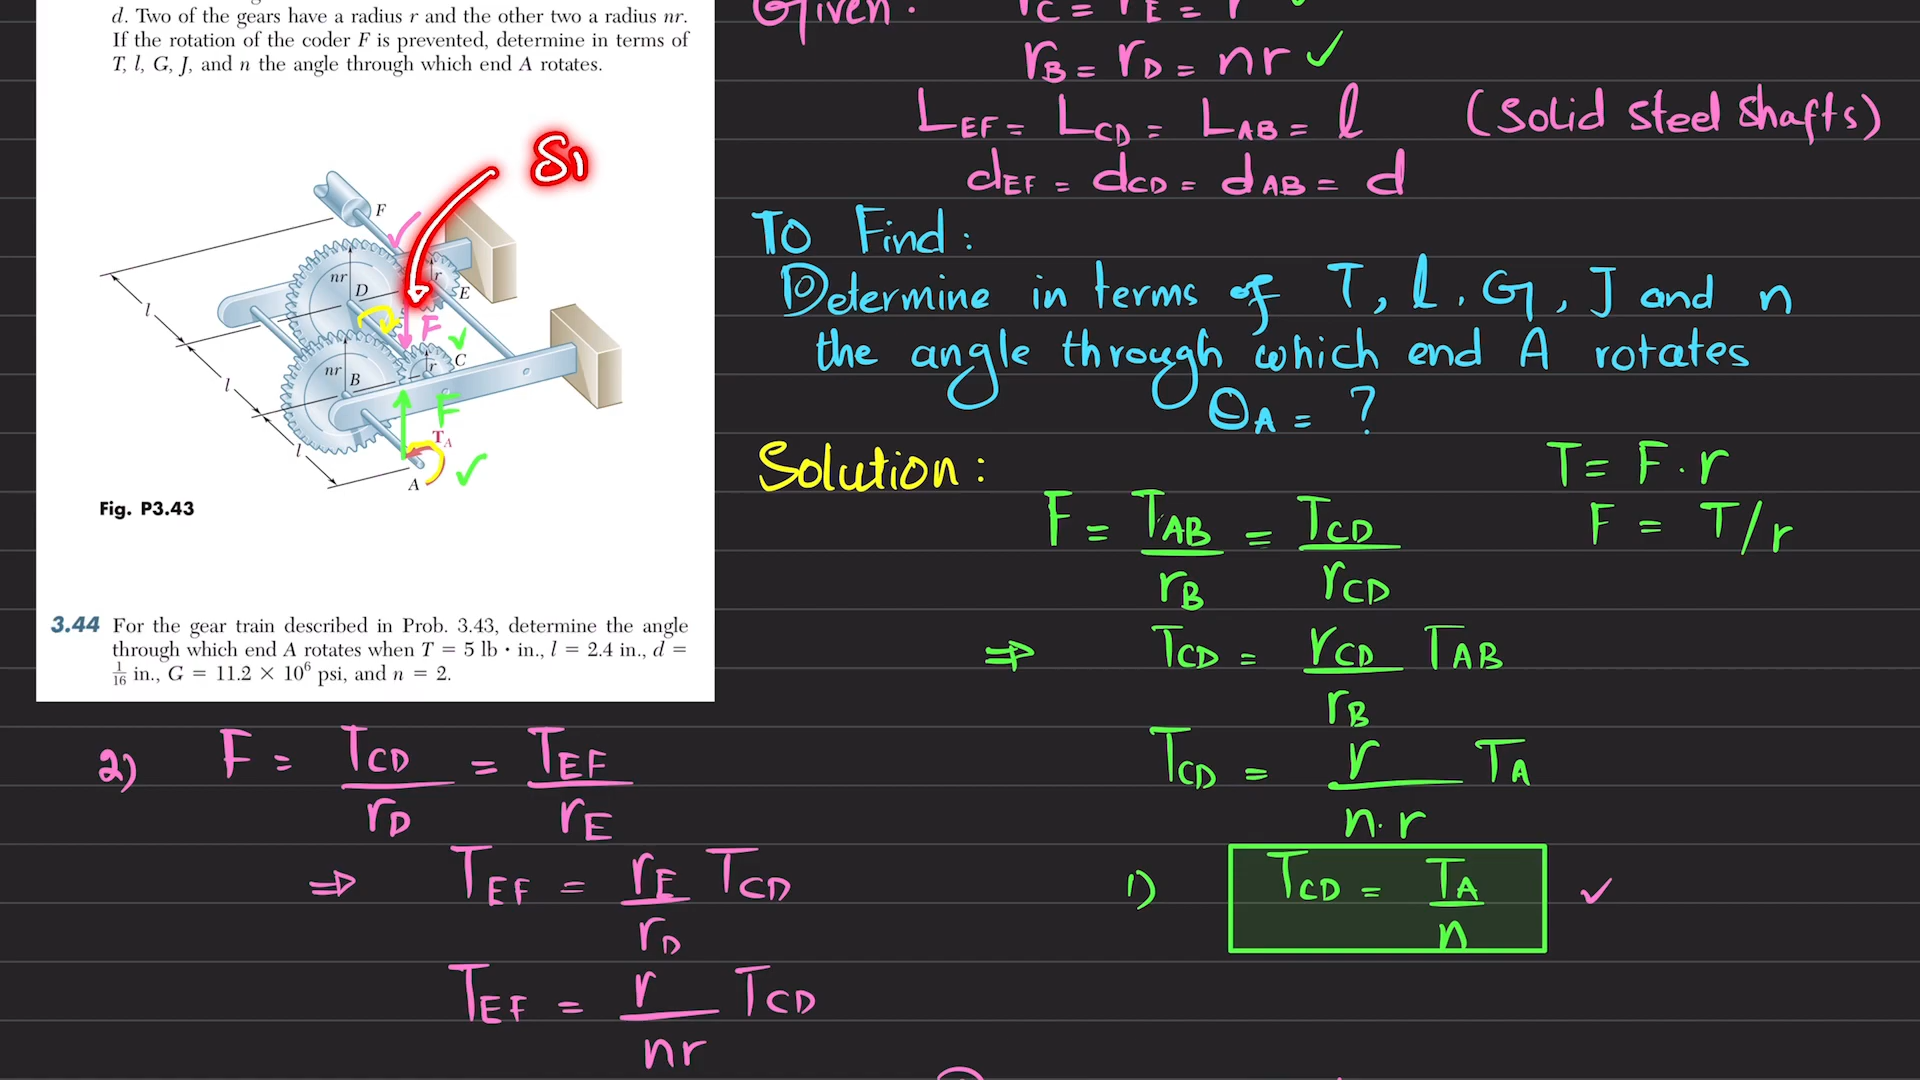 d. Two of the gears have a radius r and the other two a radius nr.
If the rotation of the coder F is prevented, determine in terms of
T, l, G, J, and n the angle through which end A rotates.
δ1
F
nr
D
r
E
F
nr
B
r
C
F
T_A
A
l
l
l
Fig. P3.43
3.44 For the gear train described in Prob. 3.43, determine the angle
through which end A rotates when T = 5 lb · in., l = 2.4 in., d =
1/16 in., G = 11.2 × 10⁶ psi, and n = 2.
Given: r_C = r_E = r
r_B = r_D = nr ✓
L_EF = L_CD = L_AB = l (Solid steel shafts)
d_EF = d_CD = d_AB = d
To Find:
Determine in terms of T, l, G, J and n
the angle through which end A rotates
θ_A = ?
Solution:
T = F · r
F = T/r
F = T_AB / r_B = T_CD / r_CD
⇒ T_CD = r_CD / r_B T_AB
T_CD = r / n·r T_A
1) T_CD = T_A / n ✓
2) F = T_CD / r_D = T_EF / r_E
⇒ T_EF = r_E / r_D T_CD
T_EF = r / nr T_CD